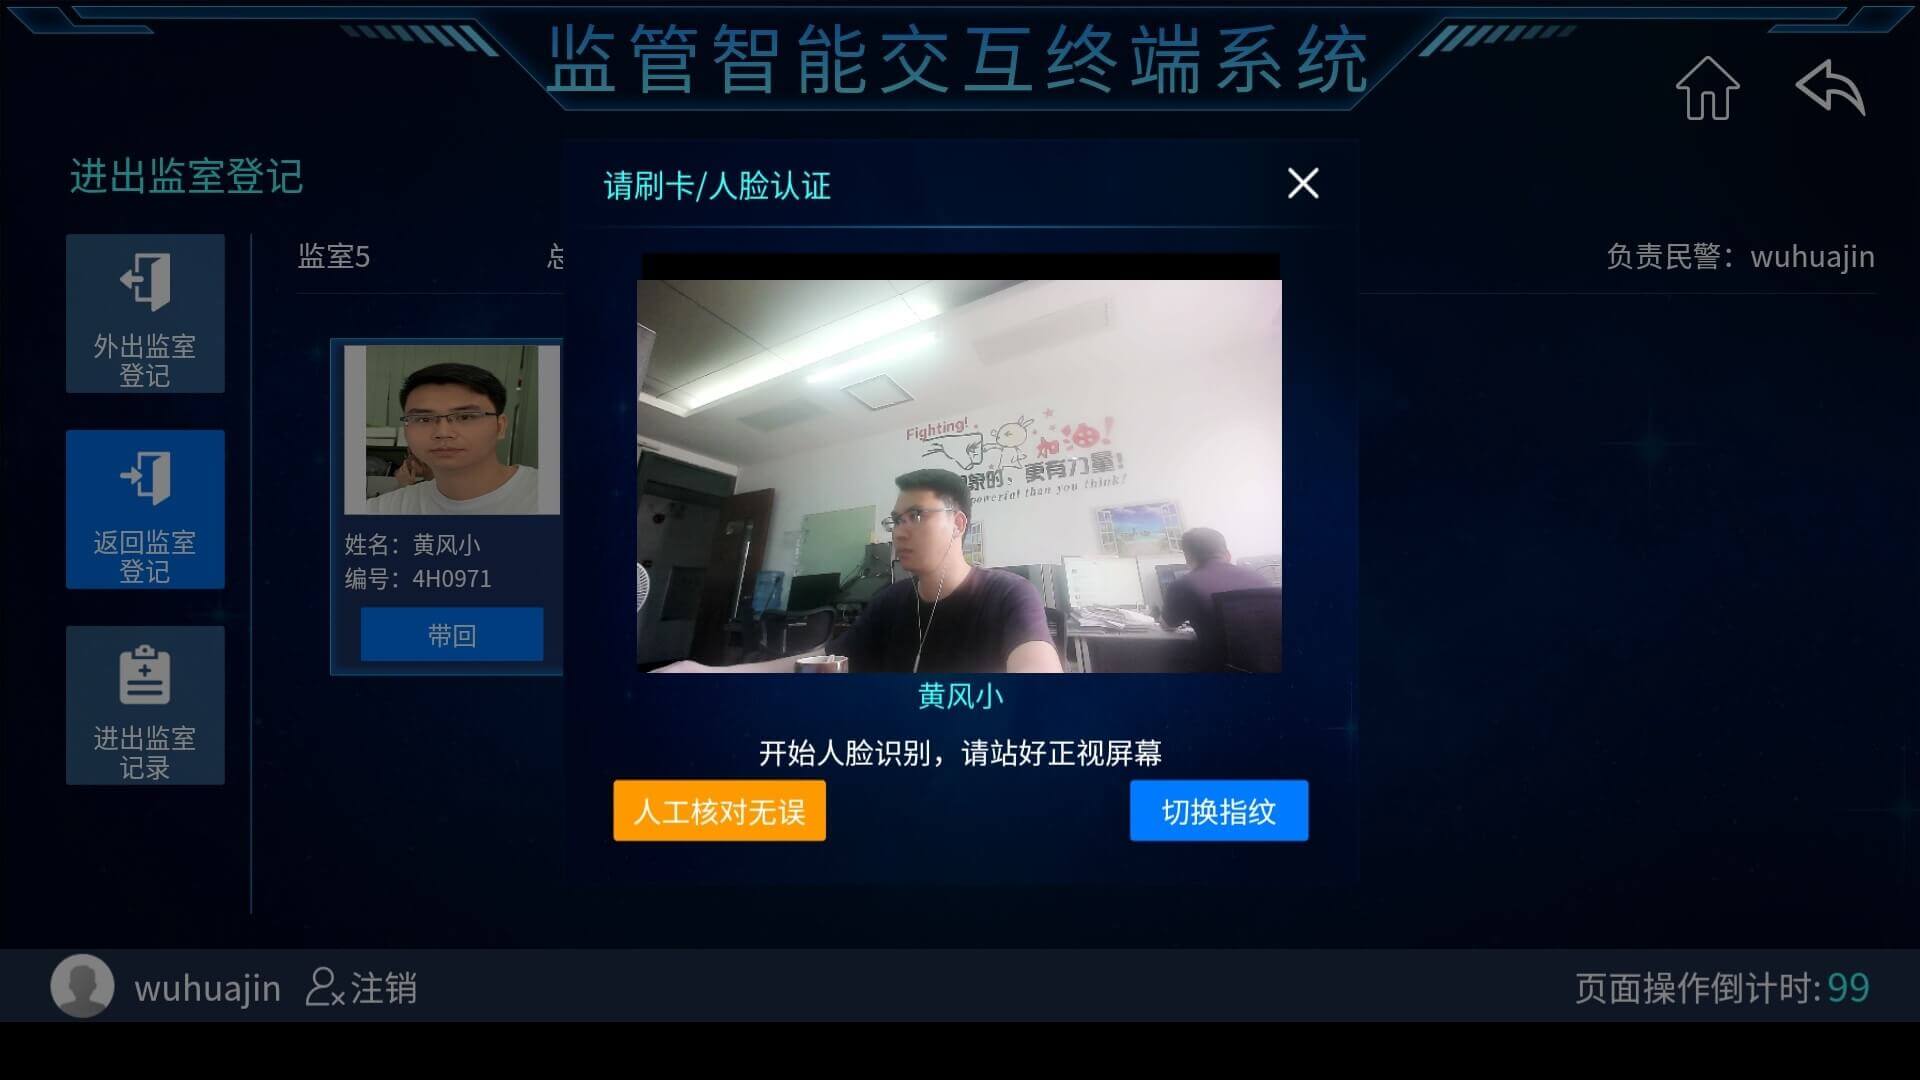 监管智能交互终端系统
进出监室登记
请刷卡/人脸认证
外出监室
登记
返回监室
登记
进出监室
记录
监室5
负责民警：wuhuajin
姓名：黄风小
编号：4H0971
带回
Fighting!
加油!
更有力量!
powerful than you think!
黄风小
开始人脸识别，请站好正视屏幕
人工核对无误
切换指纹
wuhuajin
注销
页面操作倒计时:99